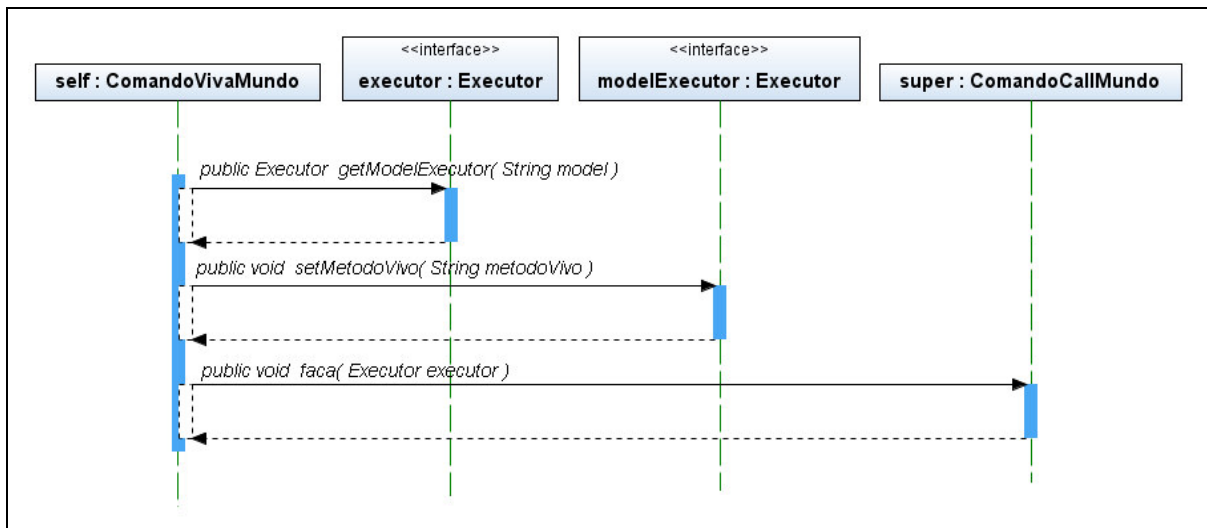 <<interface>>
<<interface>>
self : ComandoVivaMundo
executor : Executor
modelExecutor : Executor
super : ComandoCallMundo
public Executor getModelExecutor( String model )
public void setMetodoVivo( String metodoVivo )
public void faca( Executor executor )